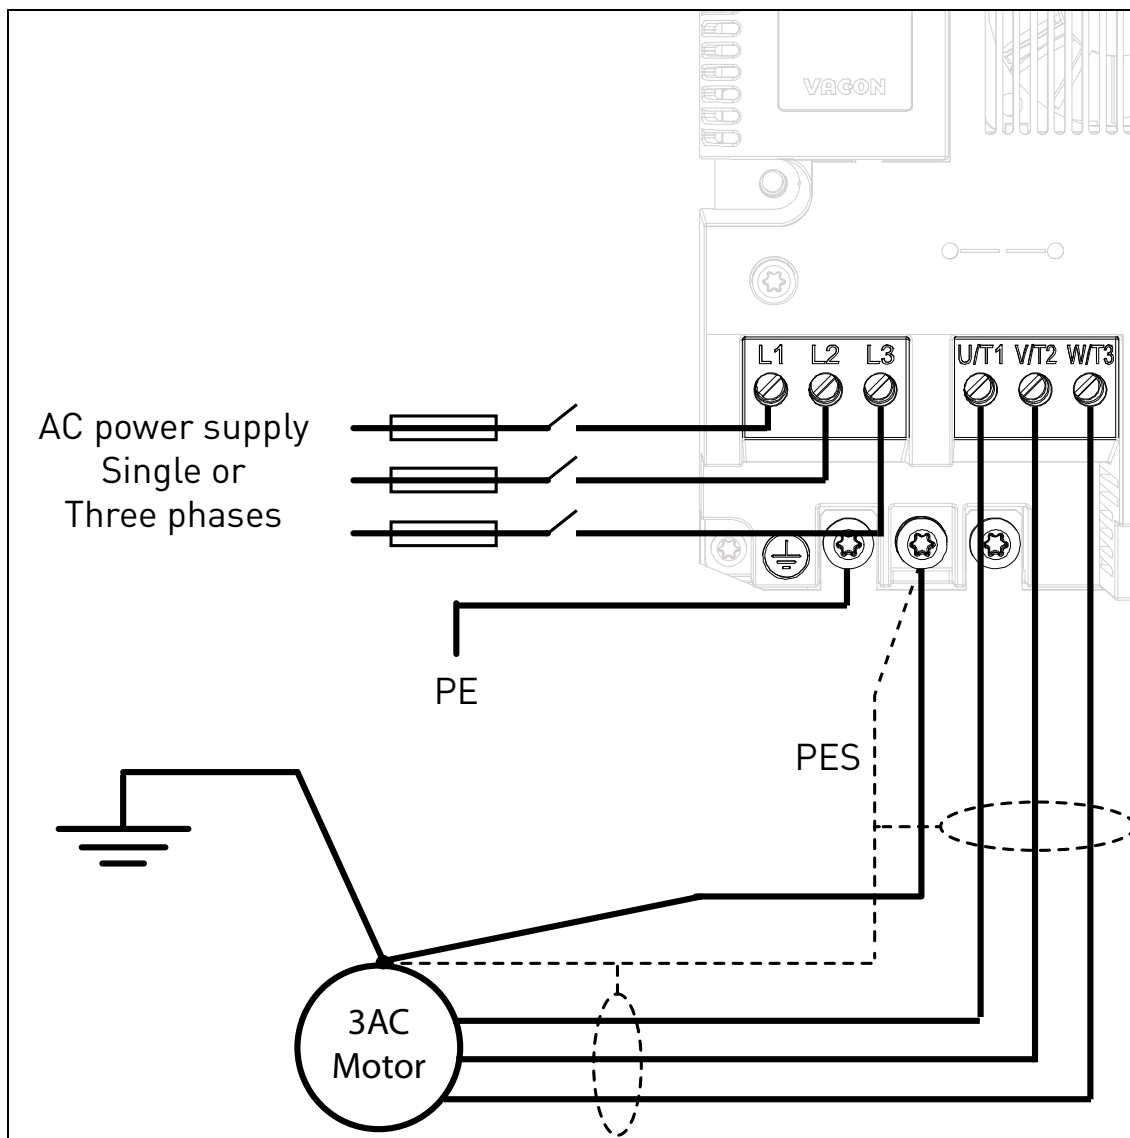 VACON
L1 L2 L3 U/T1 V/T2 W/T3
AC power supply
Single or
Three phases
PE
PES
3AC
Motor